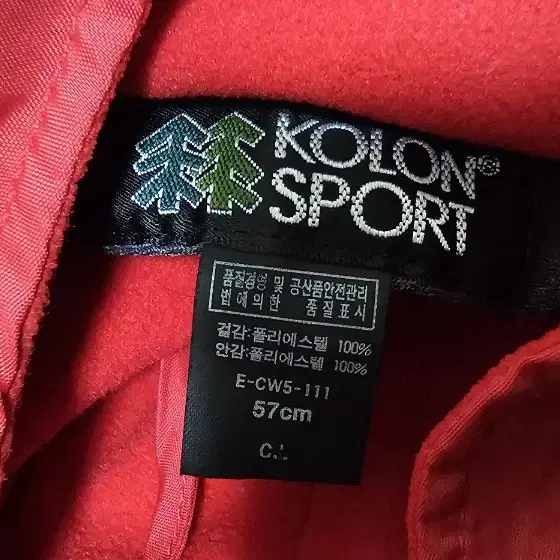 KOLON®
SPORT
품질경영 및 공산품안전관리
법에의한 품질표시
겉감:폴리에스텔 100%
안감:폴리에스텔 100%
E-CW5-111
57cm
C.I.